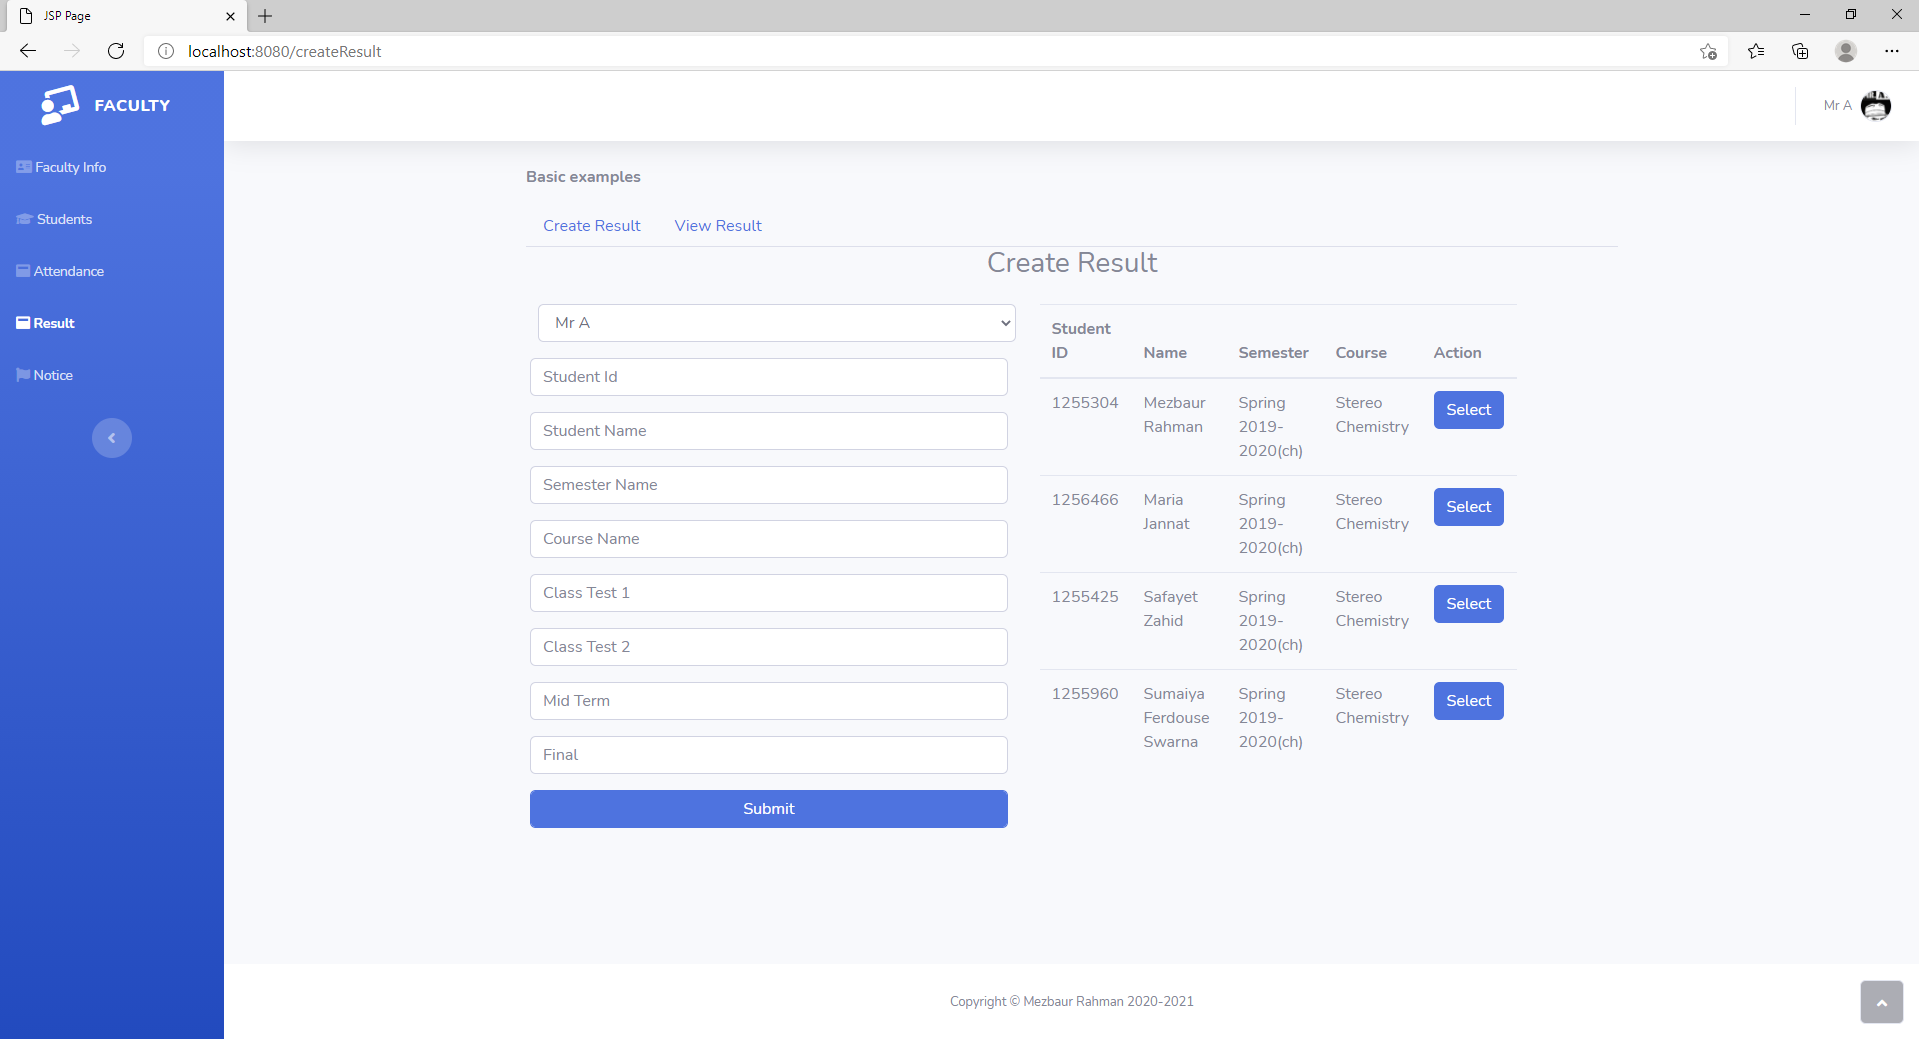 JSP Page
localhost:8080/createResult
FACULTY
Mr A
Faculty Info
Students
Attendance
Result
Notice
Basic examples
Create Result View Result
Create Result
Mr A
Student Id
Student Name
Semester Name
Course Name
Class Test 1
Class Test 2
Mid Term
Final
Submit
Student
ID Name Semester Course Action
1255304 Mezbaur Spring Stereo Select
Rahman 2019- Chemistry
2020(ch)
1256466 Maria Spring Stereo Select
Jannat 2019- Chemistry
2020(ch)
1255425 Safayet Spring Stereo Select
Zahid 2019- Chemistry
2020(ch)
1255960 Sumaiya Spring Stereo Select
Ferdouse 2019- Chemistry
Swarna 2020(ch)
Copyright © Mezbaur Rahman 2020-2021